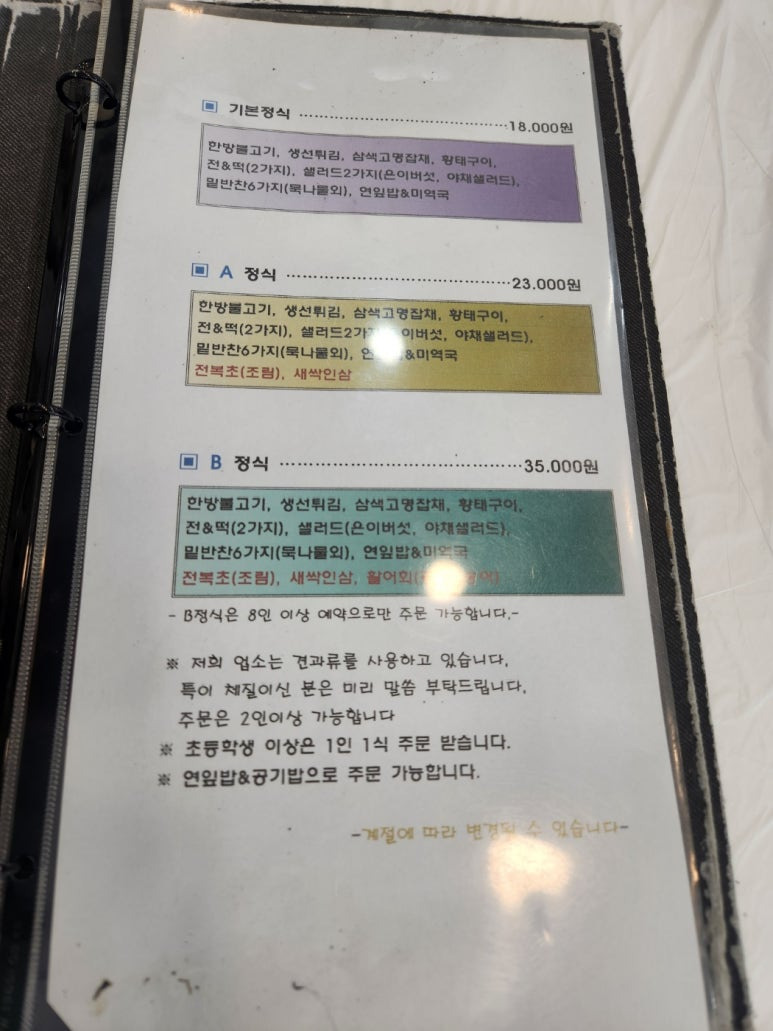 ▣ 기본정식 ……………………………18.000원
한방불고기, 생선튀김, 삼색고명잡채, 황태구이,
전&떡(2가지), 샐러드2가지(은이버섯, 야채샐러드),
밑반찬6가지(묵나물외), 연잎밥&미역국
▣ A 정식 ……………………………23.000원
한방불고기, 생선튀김, 삼색고명잡채, 황태구이,
전&떡(2가지), 샐러드2가 이버섯, 야채샐러드),
밑반찬6가지(묵나물외), &미역국
전복초(조림), 새싹인삼
▣ B 정식 ……………………………35.000원
한방불고기, 생선튀김, 삼색고명잡채, 황태구이,
전&떡(2가지), 샐러드(은이버섯, 야채샐러드),
밑반찬6가지(묵나물외), 연잎밥&미역국
전복초(조림), 새싹인삼, 활어회(
- B정식은 8인 이상 예약으로만 주문 가능합니다.-
※ 저희 업소는 견과류를 사용하고 있습니다,
특이 체질이신 분은 미리 말씀 부탁드립니다,
주문은 2인이상 가능합니다
※ 초등학생 이상은 1인 1식 주문 받습니다.
※ 연잎밥&공기밥으로 주문 가능합니다.
-계절에 따라 변경될 수 있습니다-